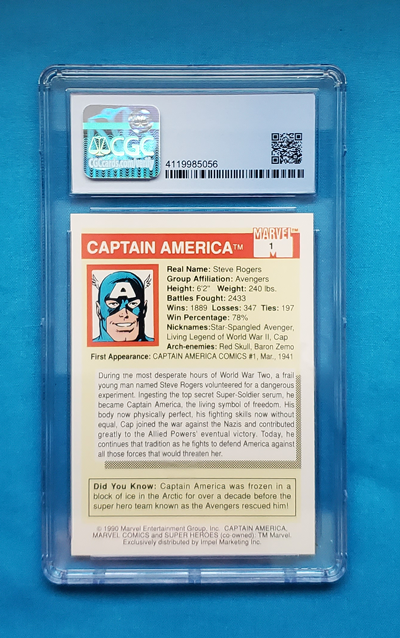 CGC
CGCcards.com/verify
4119985056
CAPTAIN AMERICA™
MARVEL™
1
Real Name: Steve Rogers
Group Affiliation: Avengers
Height: 6'2" Weight: 240 lbs.
Battles Fought: 2433
Wins: 1889 Losses: 347 Ties: 197
Win Percentage: 78%
Nicknames:Star-Spangled Avenger,
Living Legend of World War II, Cap
Arch-enemies: Red Skull, Baron Zemo
First Appearance: CAPTAIN AMERICA COMICS #1, Mar., 1941
During the most desperate hours of World War Two, a frail
young man named Steve Rogers volunteered for a dangerous
experiment. Ingesting the top secret Super-Soldier serum, he
became Captain America, the living symbol of freedom. His
body now physically perfect, his fighting skills now without
equal, Cap joined the war against the Nazis and contributed
greatly to the Allied Powers' eventual victory. Today, he
continues that tradition as he fights to defend America against
all those forces that would threaten her.
Did You Know: Captain America was frozen in a
block of ice in the Arctic for over a decade before the
super hero team known as the Avengers rescued him!
© 1990 Marvel Entertainment Group, Inc. CAPTAIN AMERICA,
MARVEL COMICS and SUPER HEROES (co-owned): TM Marvel.
Exclusively distributed by Impel Marketing Inc.